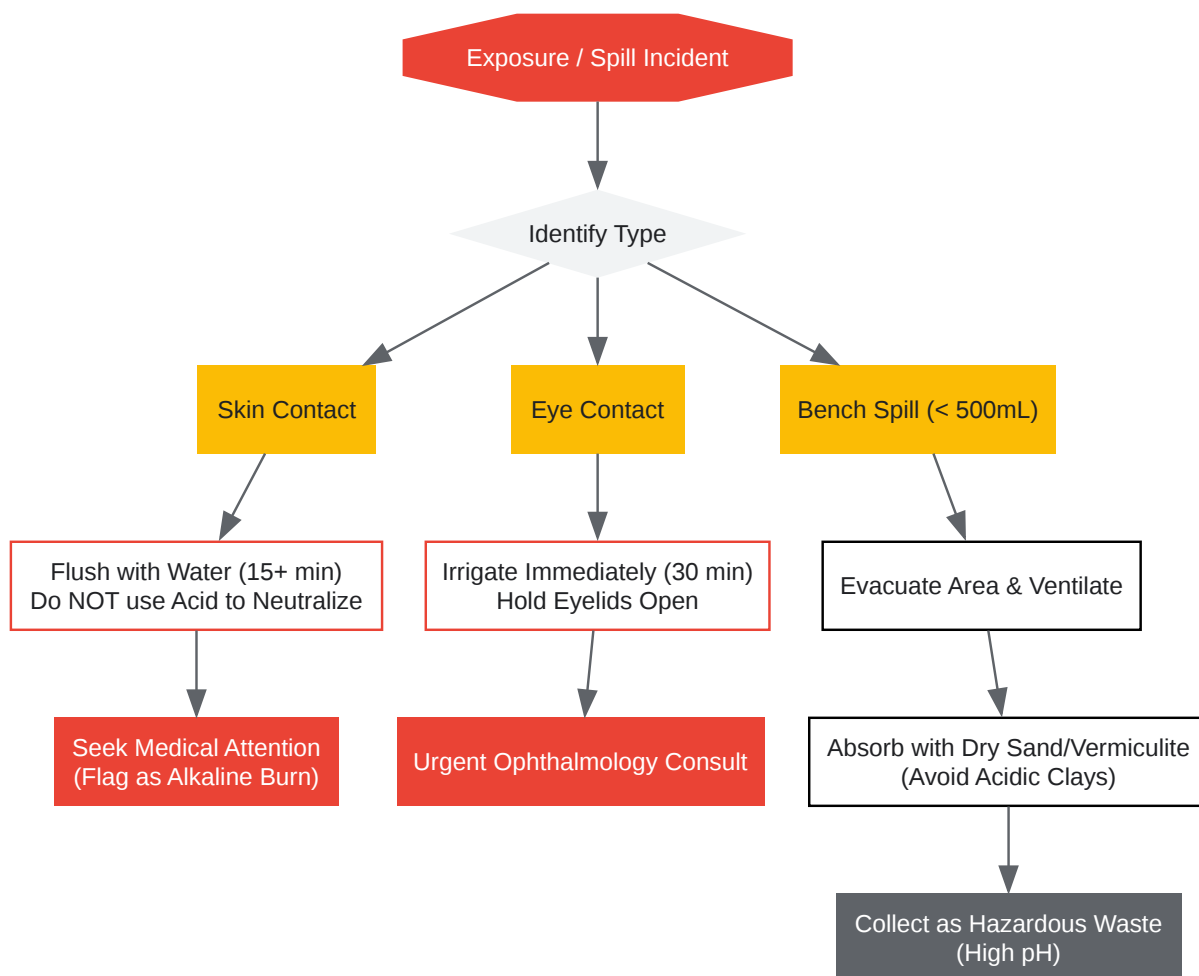 Exposure / Spill Incident
Identify Type
Skin Contact
Eye Contact
Bench Spill (< 500mL)
Flush with Water (15+ min)
Do NOT use Acid to Neutralize
Irrigate Immediately (30 min)
Hold Eyelids Open
Evacuate Area & Ventilate
Seek Medical Attention
(Flag as Alkaline Burn)
Urgent Ophthalmology Consult
Absorb with Dry Sand/Vermiculite
(Avoid Acidic Clays)
Collect as Hazardous Waste
(High pH)